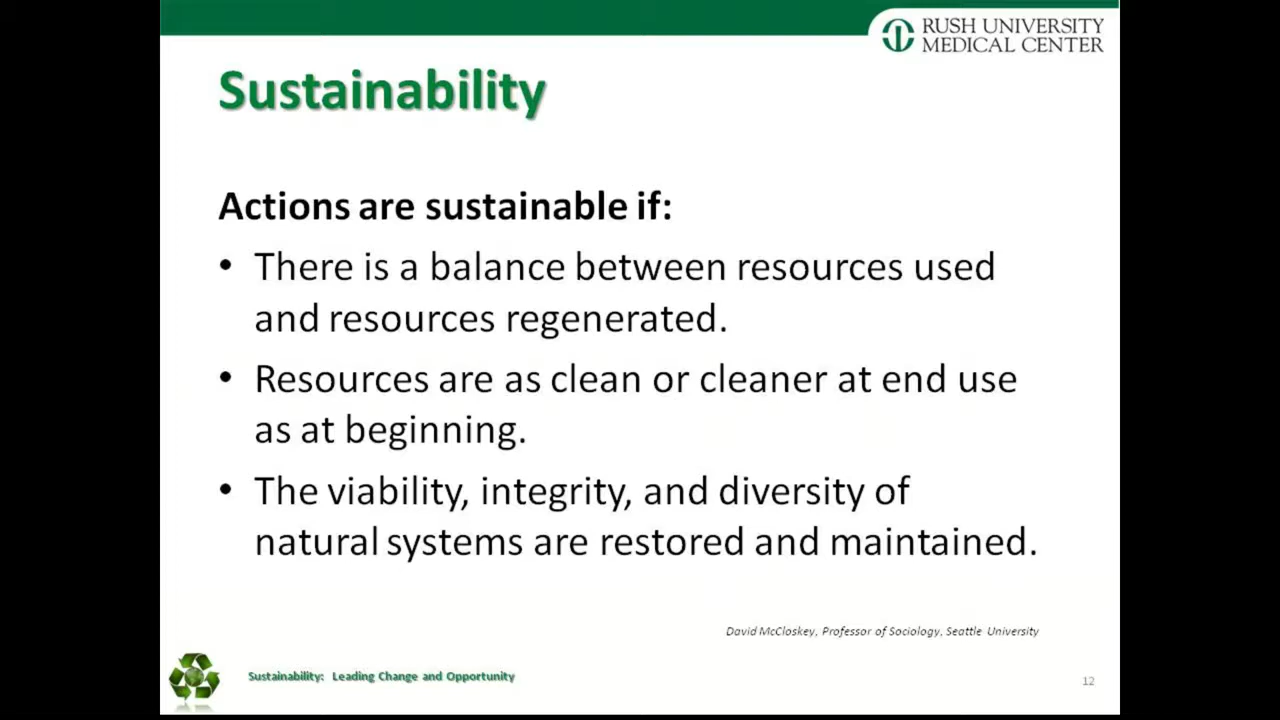 RUSH UNIVERSITY
MEDICAL CENTER
Sustainability
Actions are sustainable if:
• There is a balance between resources used
and resources regenerated.
• Resources are as clean or cleaner at end use
as at beginning.
• The viability, integrity, and diversity of
natural systems are restored and maintained.
David McCloskey, Professor of Sociology, Seattle University
Sustainability: Leading Change and Opportunity
12